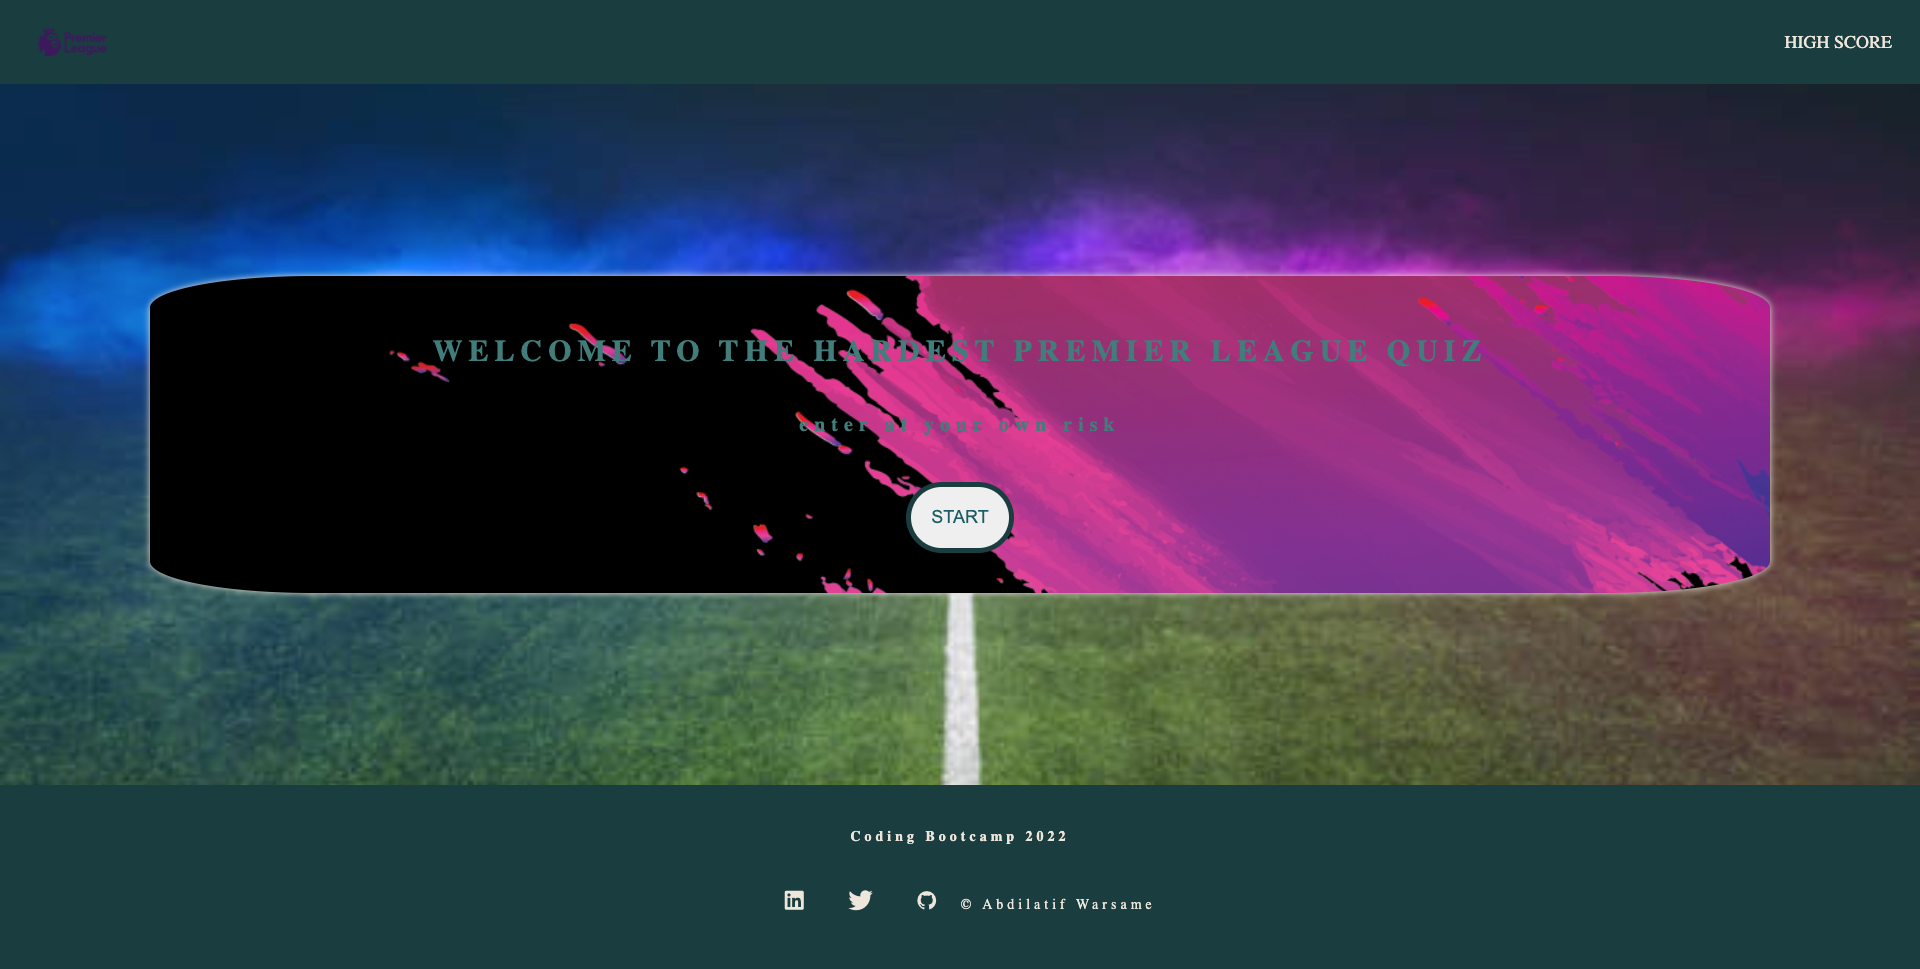 Premier
League
HIGH SCORE
WELCOME TO THE HARDEST PREMIER LEAGUE QUIZ
enter at your own risk
START
Coding Bootcamp 2022
in
© Abdilatif Warsame